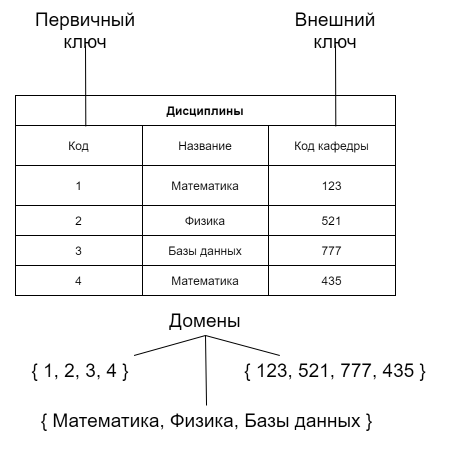 Первичный Внешний
ключ ключ
Дисциплины
Код Название Код кафедры
1 Математика 123
2 Физика 521
3 Базы данных 777
4 Математика 435
Домены
{ 1, 2, 3, 4 } { 123, 521, 777, 435 }
{ Математика, Физика, Базы данных }